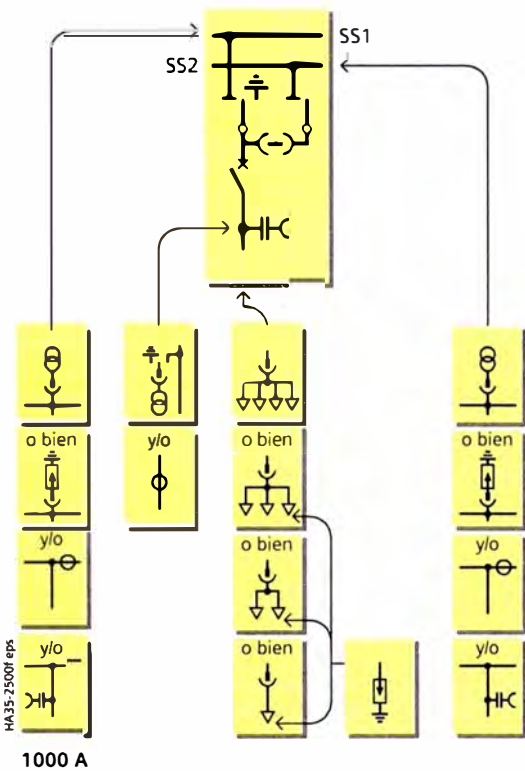 SS1
SS2
o bien
y/o
y/o
y/o
o bien
o bien
o bien
o bien
y/o
y/o
HA35-2500f eps
1000 A